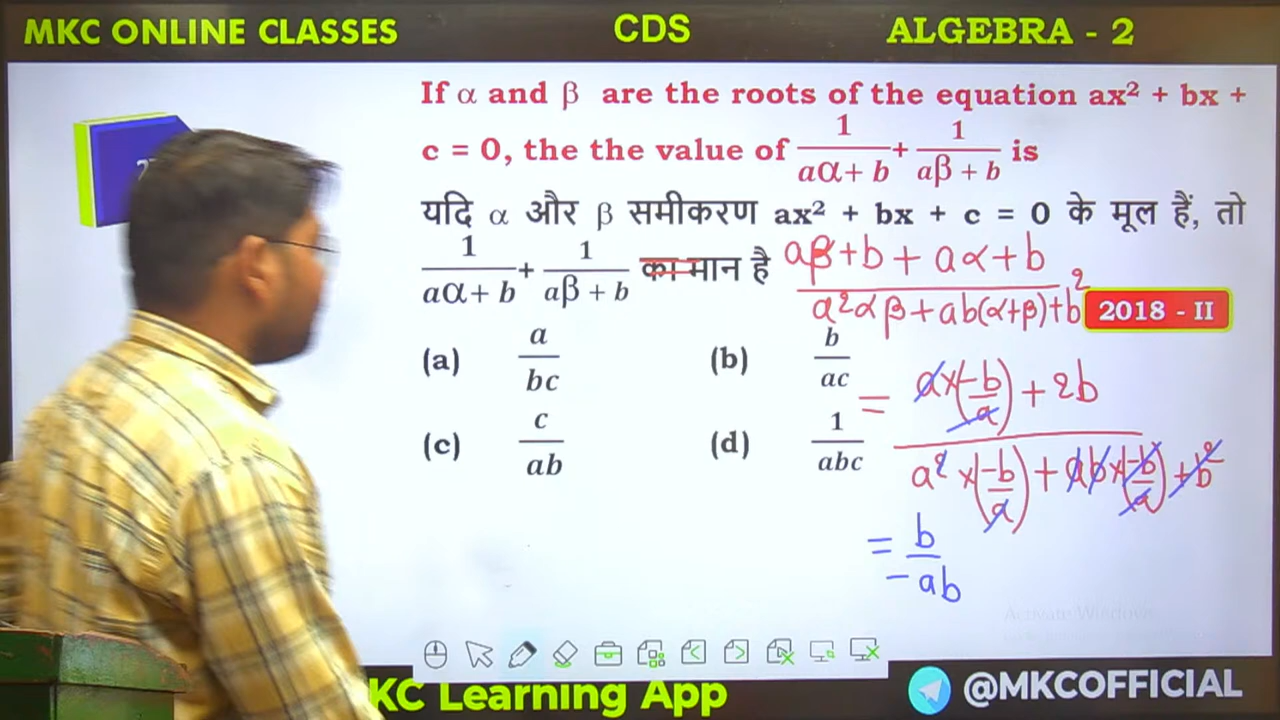 MKC ONLINE CLASSES CDS ALGEBRA - 2
If α and β are the roots of the equation ax² + bx +
c = 0, the the value of 1/(aα+ b) + 1/(aβ + b) is
यदि α और β समीकरण ax² + bx + c = 0 के मूल हैं, तो
1/(aα+ b) + 1/(aβ + b) का मान है
(aβ+b + aα+b)/(a²αβ+ab(α+β)+b²)
2018 - II
(a) a/bc (b) b/ac
(c) c/ab (d) 1/abc
= (a×(-b/a)+2b)/(a²×(-b/a)+ab×(-b/a)+b²)
= b/-ab
KC Learning App @MKCOFFICIAL